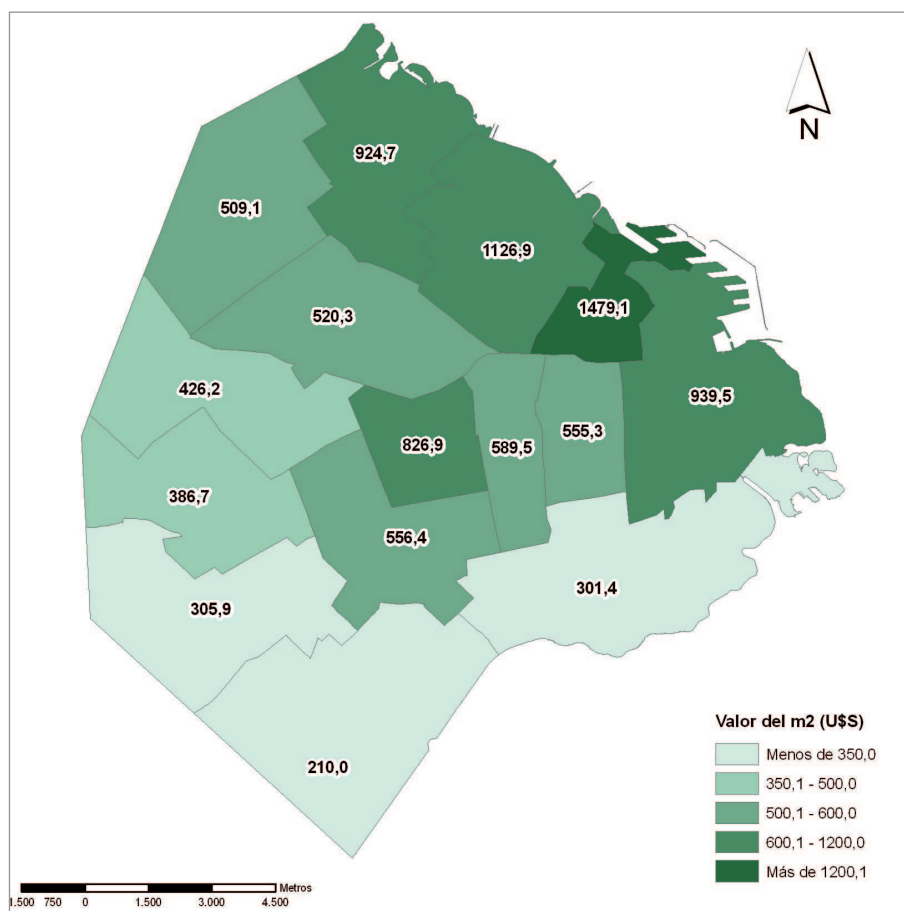 N
924,7
509,1
1126,9
1479,1
520,3
426,2
939,5
826,9
589,5
555,3
386,7
556,4
301,4
305,9
210,0
Valor del m2 (U$S)
Menos de 350,0
350,1 - 500,0
500,1 - 600,0
600,1 - 1200,0
Más de 1200,1
Metros
1.500 750 0 1.500 3.000 4.500